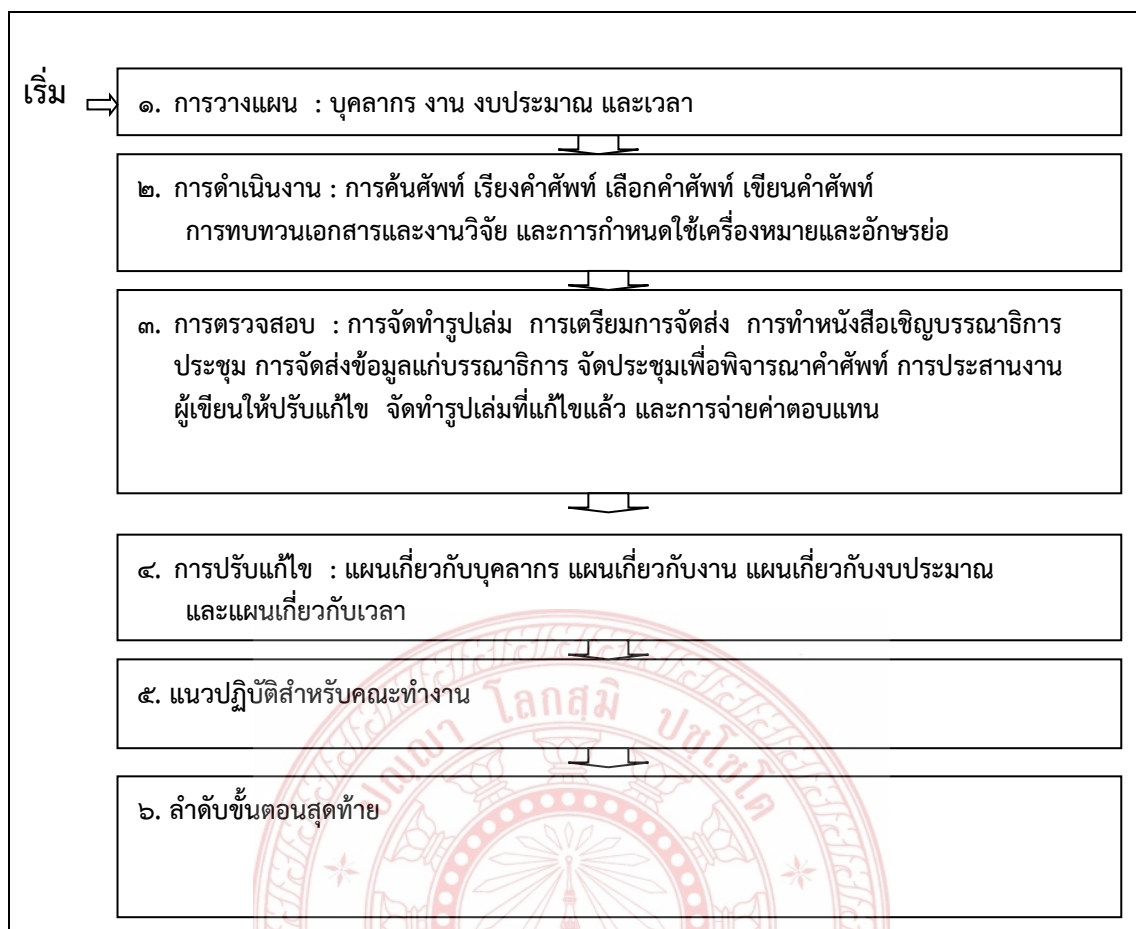 เริ่ม
๑. การวางแผน : บุคลากร งาน งบประมาณ และเวลา
๒. การดำเนินงาน : การค้นศัพท์ เรียงคำศัพท์ เลือกคำศัพท์ เขียนคำศัพท์
การทบทวนเอกสารและงานวิจัย และการกำหนดใช้เครื่องหมายและอักษรย่อ
๓. การตรวจสอบ : การจัดทำรูปเล่ม การเตรียมการจัดส่ง การทำหนังสือเชิญบรรณาธิการ
ประชุม การจัดส่งข้อมูลแก่บรรณาธิการ จัดประชุมเพื่อพิจารณาคำศัพท์ การประสานงาน
ผู้เขียนให้ปรับแก้ไข จัดทำรูปเล่มที่แก้ไขแล้ว และการจ่ายค่าตอบแทน
๔. การปรับแก้ไข : แผนเกี่ยวกับบุคลากร แผนเกี่ยวกับงาน แผนเกี่ยวกับงบประมาณ
และแผนเกี่ยวกับเวลา
๕. แนวปฏิบัติสำหรับคณะทำงาน
ปญฺญา โลกสฺมิ ปชฺโชโต
๖. ลำดับขั้นตอนสุดท้าย